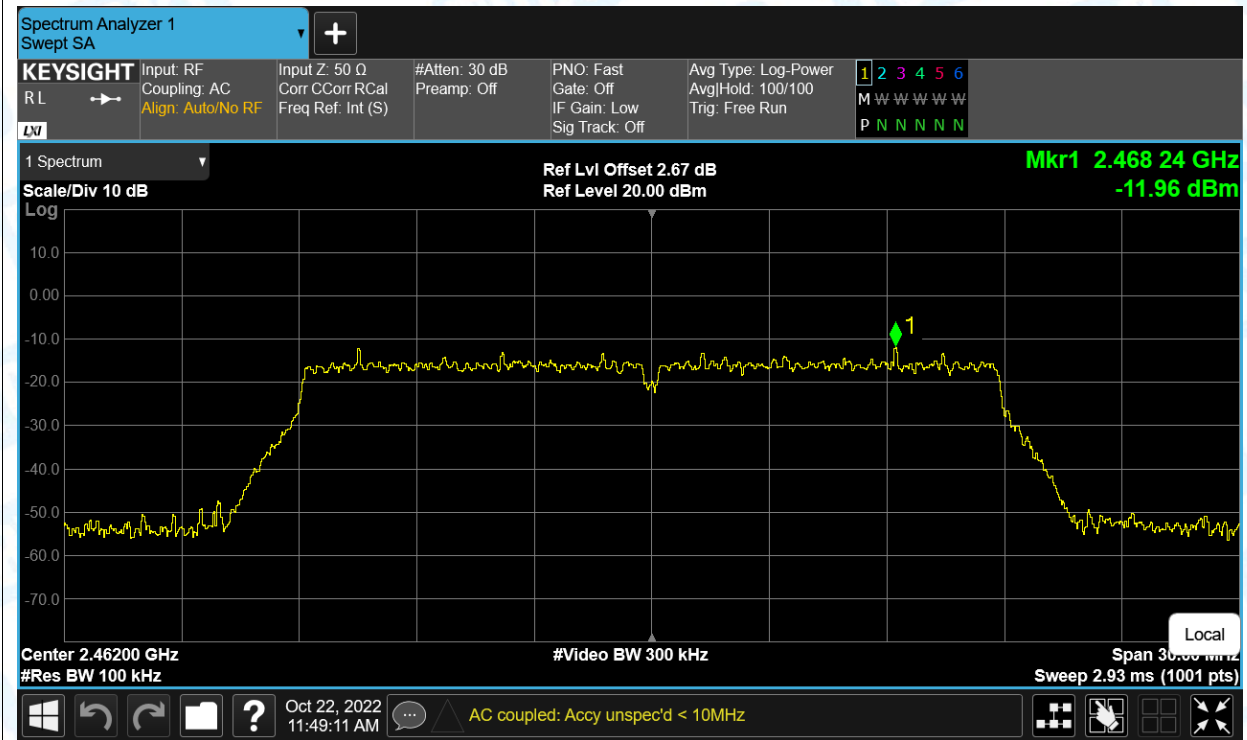 Spectrum Analyzer 1
Swept SA
+
KEYSIGHT
R L
LXI
Input: RF
Coupling: AC
Align: Auto/No RF
Input Z: 50 Ω
Corr CCorr RCal
Freq Ref: Int (S)
#Atten: 30 dB
Preamp: Off
PNO: Fast
Gate: Off
IF Gain: Low
Sig Track: Off
Avg Type: Log-Power
Avg|Hold: 100/100
Trig: Free Run
1 2 3 4 5 6
M W W W W W
P N N N N N
1 Spectrum
Scale/Div 10 dB
Log
Ref Lvl Offset 2.67 dB
Ref Level 20.00 dBm
Mkr1 2.468 24 GHz
-11.96 dBm
10.0
0.00
-10.0
-20.0
-30.0
-40.0
-50.0
-60.0
-70.0
1
Local
Center 2.46200 GHz
#Res BW 100 kHz
#Video BW 300 kHz
Span 30.00 MHz
Sweep 2.93 ms (1001 pts)
?
Oct 22, 2022
11:49:11 AM
AC coupled: Accy unspec'd < 10MHz